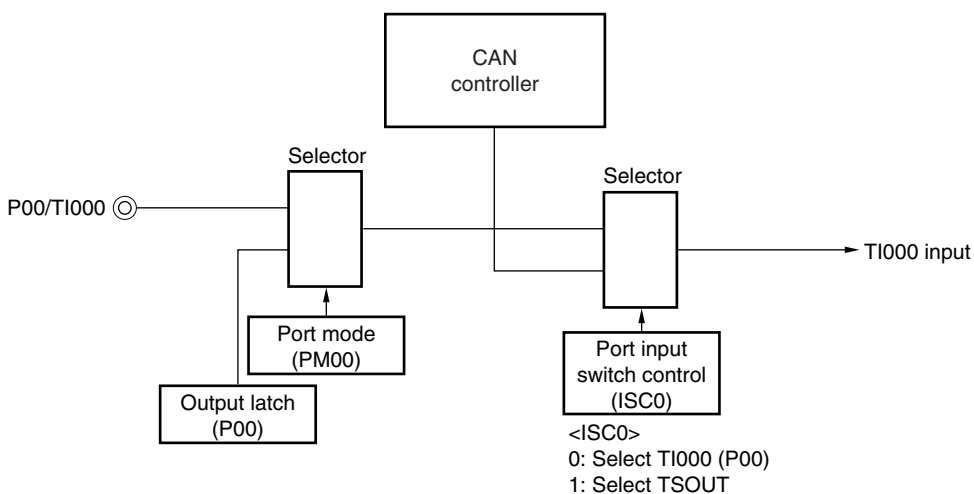 CAN
controller
Selector
Selector
P00/TI000
TI000 input
Port mode
(PM00)
Port input
switch control
(ISC0)
Output latch
(P00)
<ISC0>
0: Select TI000 (P00)
1: Select TSOUT